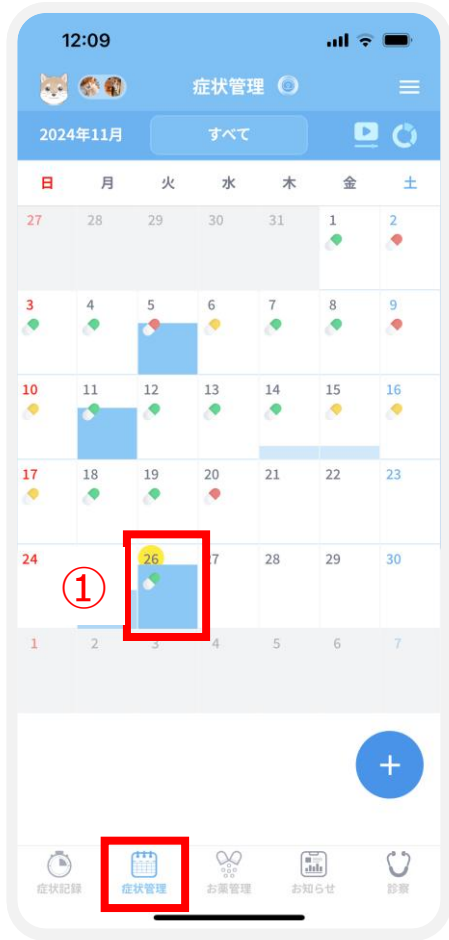 12:09
症状管理
2024年11月 すべて
日 月 火 水 木 金 土
27 28 29 30 31 1 2
3 4 5 6 7 8 9
10 11 12 13 14 15 16
17 18 19 20 21 22 23
24 26 7 28 29 30
①
1 2 3 4 5 6 7
+
症状記録 症状管理 お薬管理 お知らせ 診察